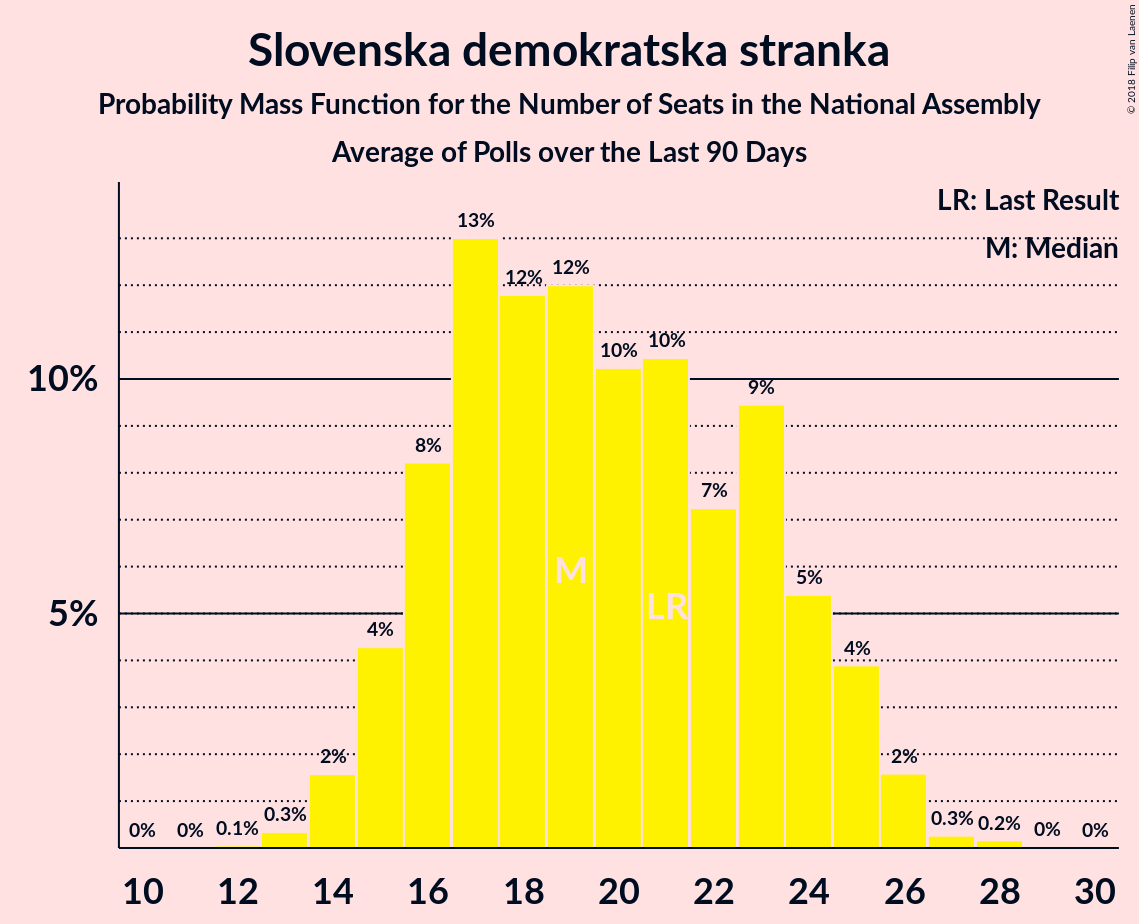 © 2018 Filip van Laenen
Slovenska demokratska stranka
Probability Mass Function for the Number of Seats in the National Assembly
Average of Polls over the Last 90 Days
LR: Last Result
M: Median
10%
5%
0% 0% 0.1% 0.3% 2% 4% 8% 13% 12% 12% 10% 10% 7% 9% 5% 4% 2% 0.3% 0.2% 0% 0%
M
LR
10 12 14 16 18 20 22 24 26 28 30